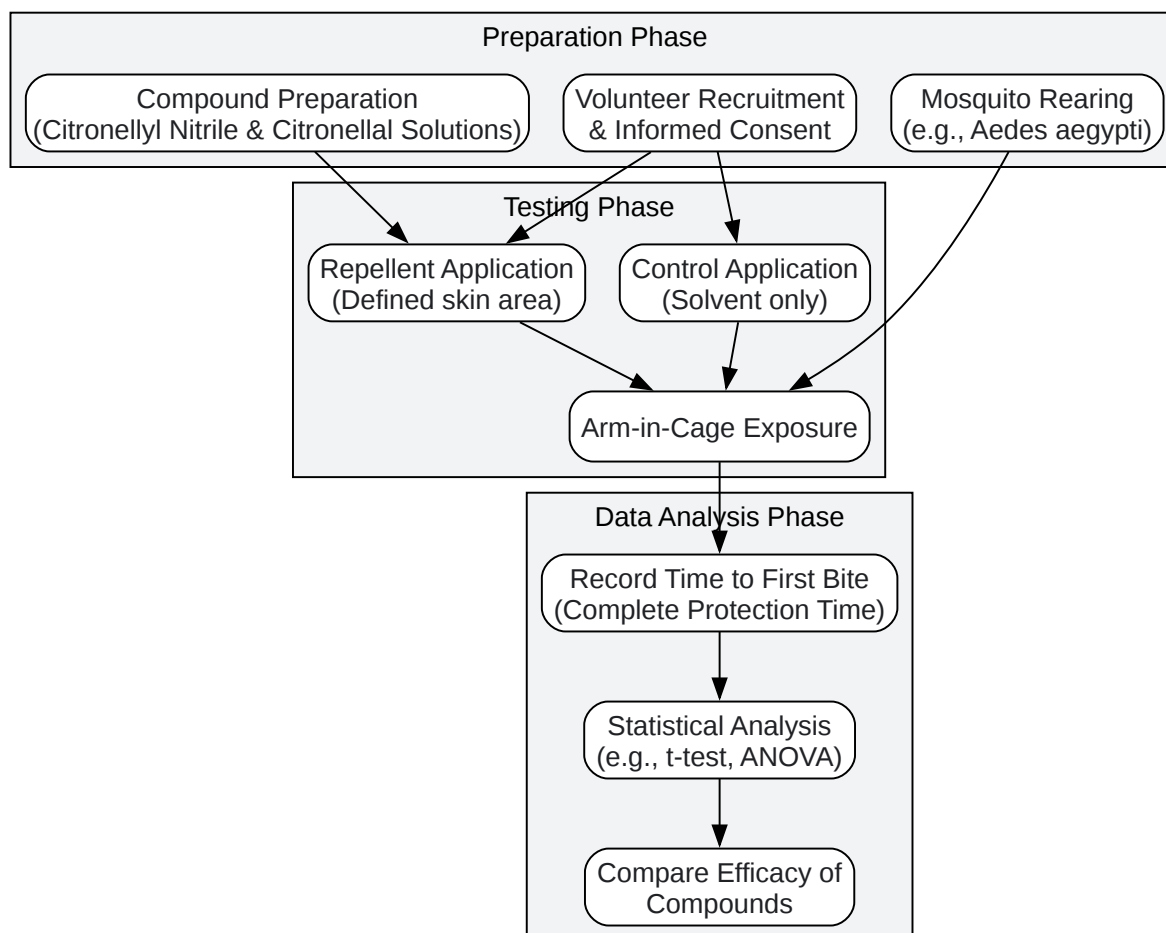 Preparation Phase
Compound Preparation
(Citronellyl Nitrile & Citronellal Solutions)
Volunteer Recruitment
& Informed Consent
Mosquito Rearing
(e.g., Aedes aegypti)
Testing Phase
Repellent Application
(Defined skin area)
Control Application
(Solvent only)
Arm-in-Cage Exposure
Data Analysis Phase
Record Time to First Bite
(Complete Protection Time)
Statistical Analysis
(e.g., t-test, ANOVA)
Compare Efficacy of
Compounds